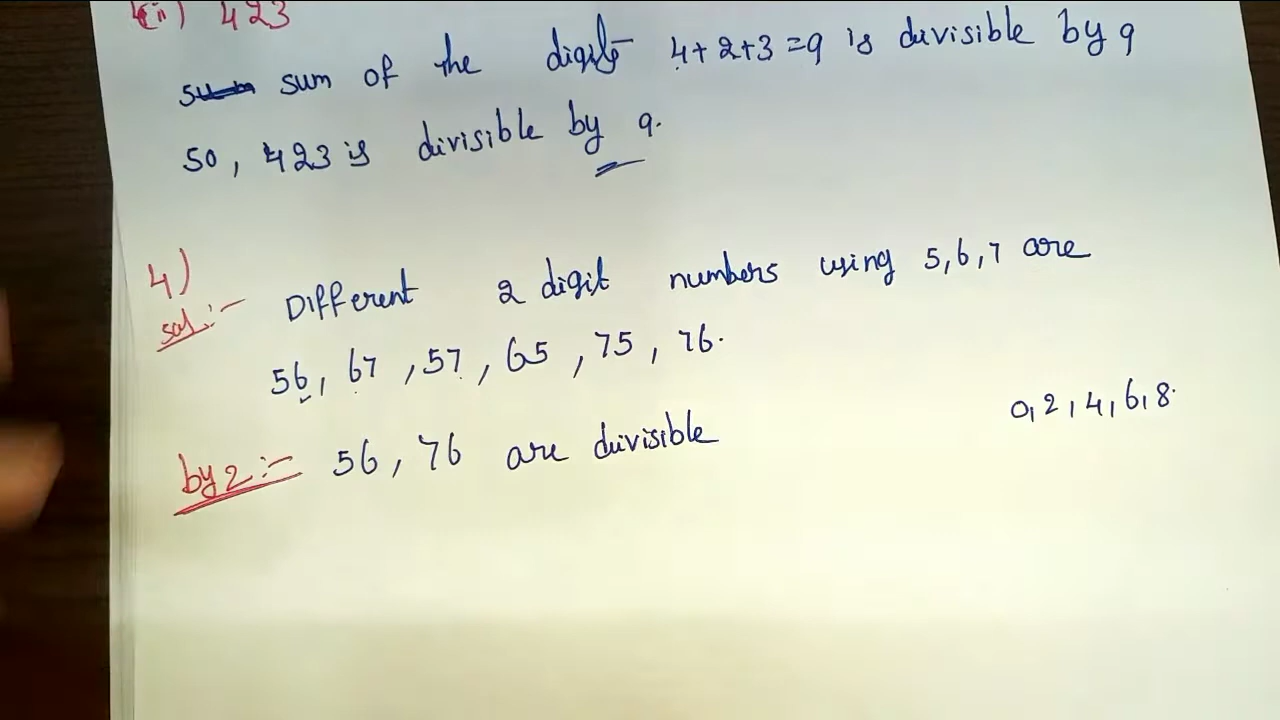 (ii) 423
sum of the digits 4+2+3=9 is divisible by 9
so, 423 is divisible by 9.
4)
sol:- Different 2 digit numbers using 5,6,7 are
56, 67, 57, 65, 75, 76.
0,2,4,6,8.
by 2:- 56, 76 are divisible